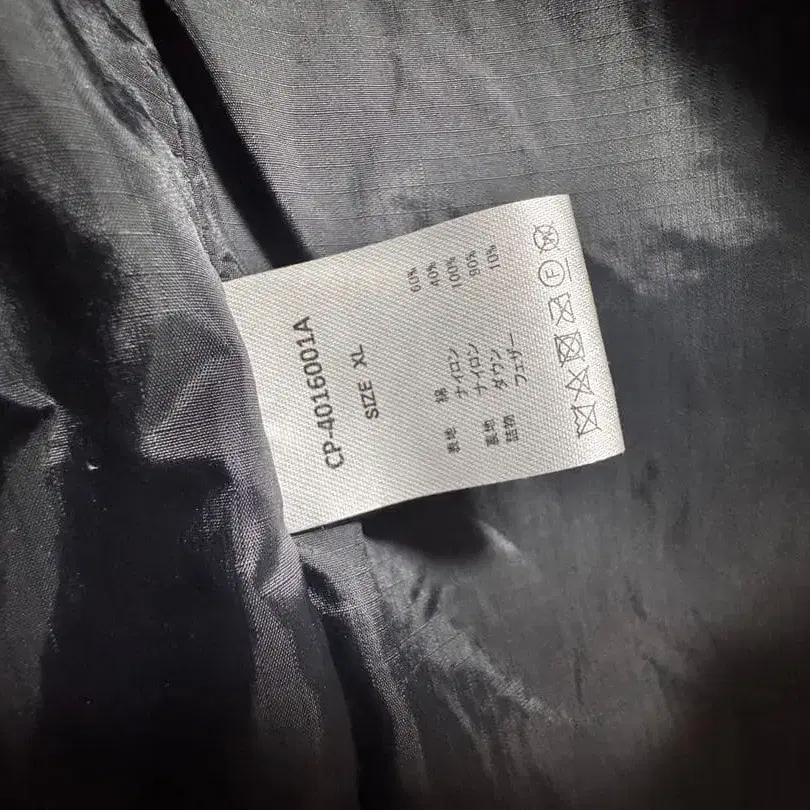 CP-4016001A
SIZE XL
表地 綿 60%
ナイロン 40%
裏地 ナイロン 100%
詰物 ダウン 90%
フェザー 10%
F